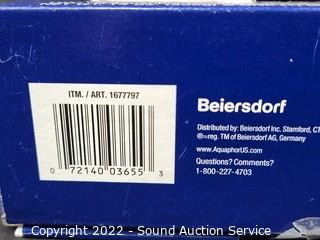 ITM. / ART. 1677797
0 72140 03655 3
Beiersdorf
Distributed by: Beiersdorf Inc. Stamford, CT
®=reg. TM of Beiersdorf AG, Germany
www.AquaphorUS.com
Questions? Comments?
1-800-227-4703
Copyright 2022 - Sound Auction Service